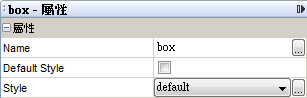 box - 屬性
屬性
Name box ...
Default Style
Style default ...